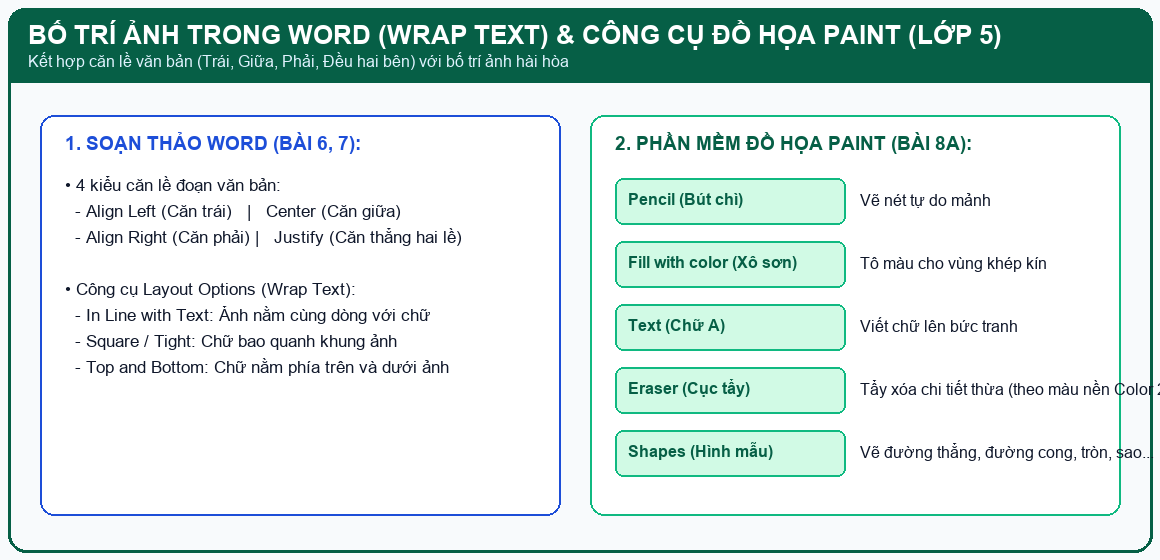 BỐ TRÍ ẢNH TRONG WORD (WRAP TEXT) & CÔNG CỤ ĐỒ HỌA PAINT (LỚP 5)
Kết hợp căn lề văn bản (Trái, Giữa, Phải, Đều hai bên) với bố trí ảnh hài hòa
1. SOẠN THẢO WORD (BÀI 6, 7):
• 4 kiểu căn lề đoạn văn bản:
- Align Left (Căn trái) | Center (Căn giữa)
- Align Right (Căn phải) | Justify (Căn thẳng hai lề)
• Công cụ Layout Options (Wrap Text):
- In Line with Text: Ảnh nằm cùng dòng với chữ
- Square / Tight: Chữ bao quanh khung ảnh
- Top and Bottom: Chữ nằm phía trên và dưới ảnh
2. PHẦN MỀM ĐỒ HỌA PAINT (BÀI 8A):
Pencil (Bút chì) Vẽ nét tự do mảnh
Fill with color (Xô sơn) Tô màu cho vùng khép kín
Text (Chữ A) Viết chữ lên bức tranh
Eraser (Cục tẩy) Tẩy xóa chi tiết thừa (theo màu nền Color 2
Shapes (Hình mẫu) Vẽ đường thẳng, đường cong, tròn, sao...